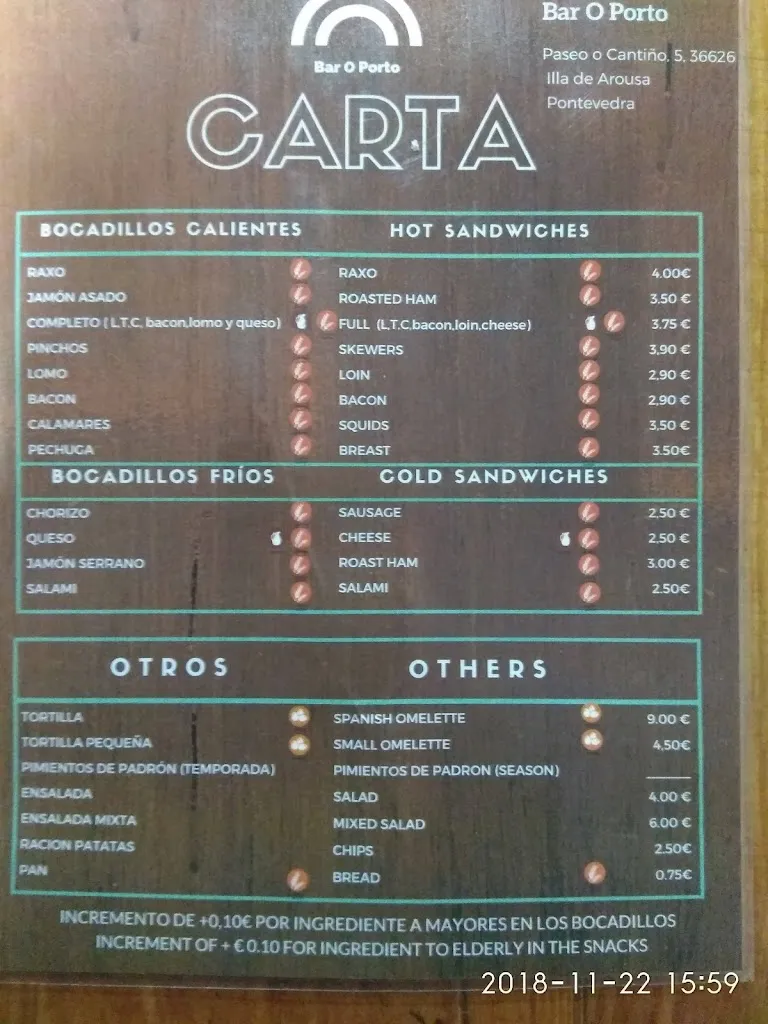 Bar O Porto
Bar O Porto
Paseo o Cantiño, 5, 36626
Illa de Arousa
Pontevedra
CARTA
BOCADILLOS CALIENTES HOT SANDWICHES
RAXO RAXO 4.00€
JAMÓN ASADO ROASTED HAM 3.50 €
COMPLETO ( L.T.C, bacon,lomo y queso) FULL (L.T.C,bacon,loin,cheese) 3.75 €
PINCHOS SKEWERS 3,90 €
LOMO LOIN 2,90 €
BACON BACON 2,90 €
CALAMARES SQUIDS 3,50 €
PECHUGA BREAST 3.50€
BOCADILLOS FRÍOS COLD SANDWICHES
CHORIZO SAUSAGE 2,50 €
QUESO CHEESE 2,50 €
JAMÓN SERRANO ROAST HAM 3.00 €
SALAMI SALAMI 2.50€
OTROS OTHERS
TORTILLA SPANISH OMELETTE 9.00 €
TORTILLA PEQUEÑA SMALL OMELETTE 4,50€
PIMIENTOS DE PADRÓN (TEMPORADA) PIMIENTOS DE PADRON (SEASON) ______
ENSALADA SALAD 4.00 €
ENSALADA MIXTA MIXED SALAD 6.00 €
RACION PATATAS CHIPS 2.50€
PAN BREAD 0.75€
INCREMENTO DE +0,10€ POR INGREDIENTE A MAYORES EN LOS BOCADILLOS
INCREMENT OF + € 0.10 FOR INGREDIENT TO ELDERLY IN THE SNACKS
2018-11-22 15:59